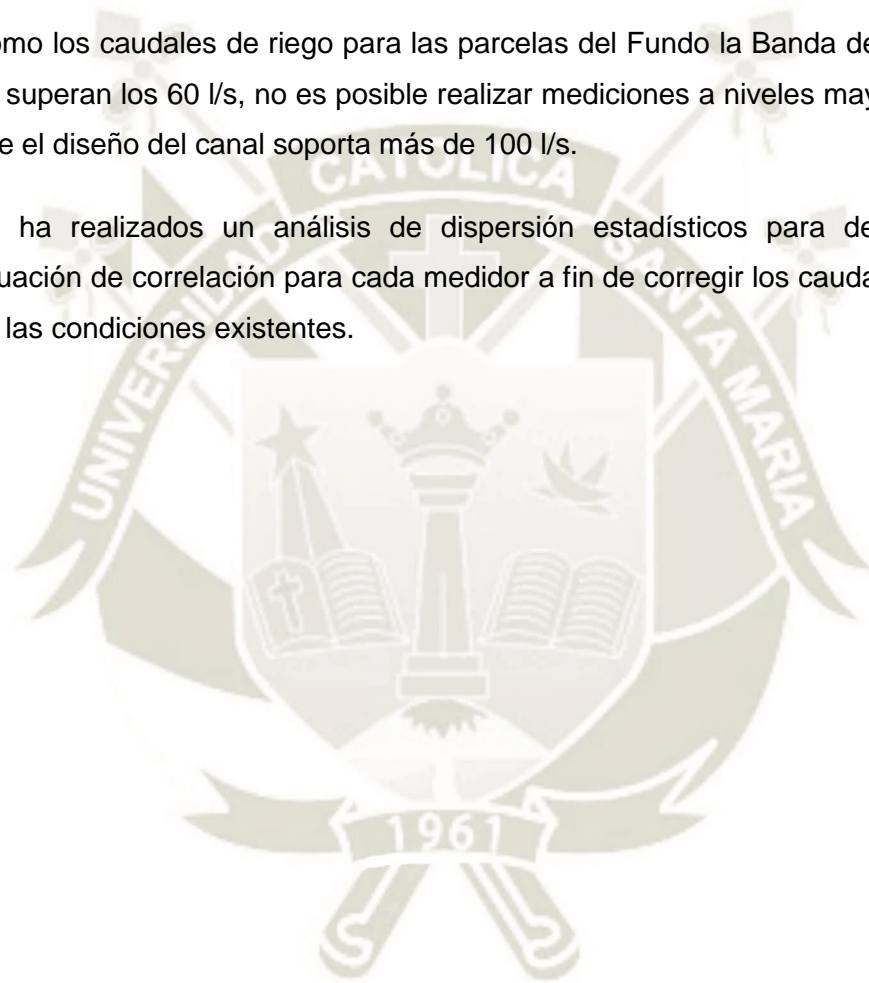 omo los caudales de riego para las parcelas del Fundo la Banda de
superan los 60 l/s, no es posible realizar mediciones a niveles may
e el diseño del canal soporta más de 100 l/s.
ha realizados un análisis de dispersión estadísticos para de
uación de correlación para cada medidor a fin de corregir los cauda
las condiciones existentes.
UNIVERSIDAD CATOLICA SANTA MARIA
1961